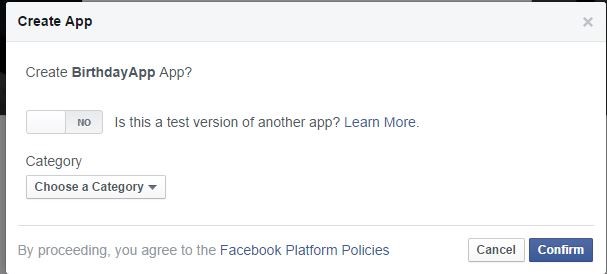 Create App
Create BirthdayApp App?
NO Is this a test version of another app? Learn More.
Category
Choose a Category
By proceeding, you agree to the Facebook Platform Policies Cancel Confirm